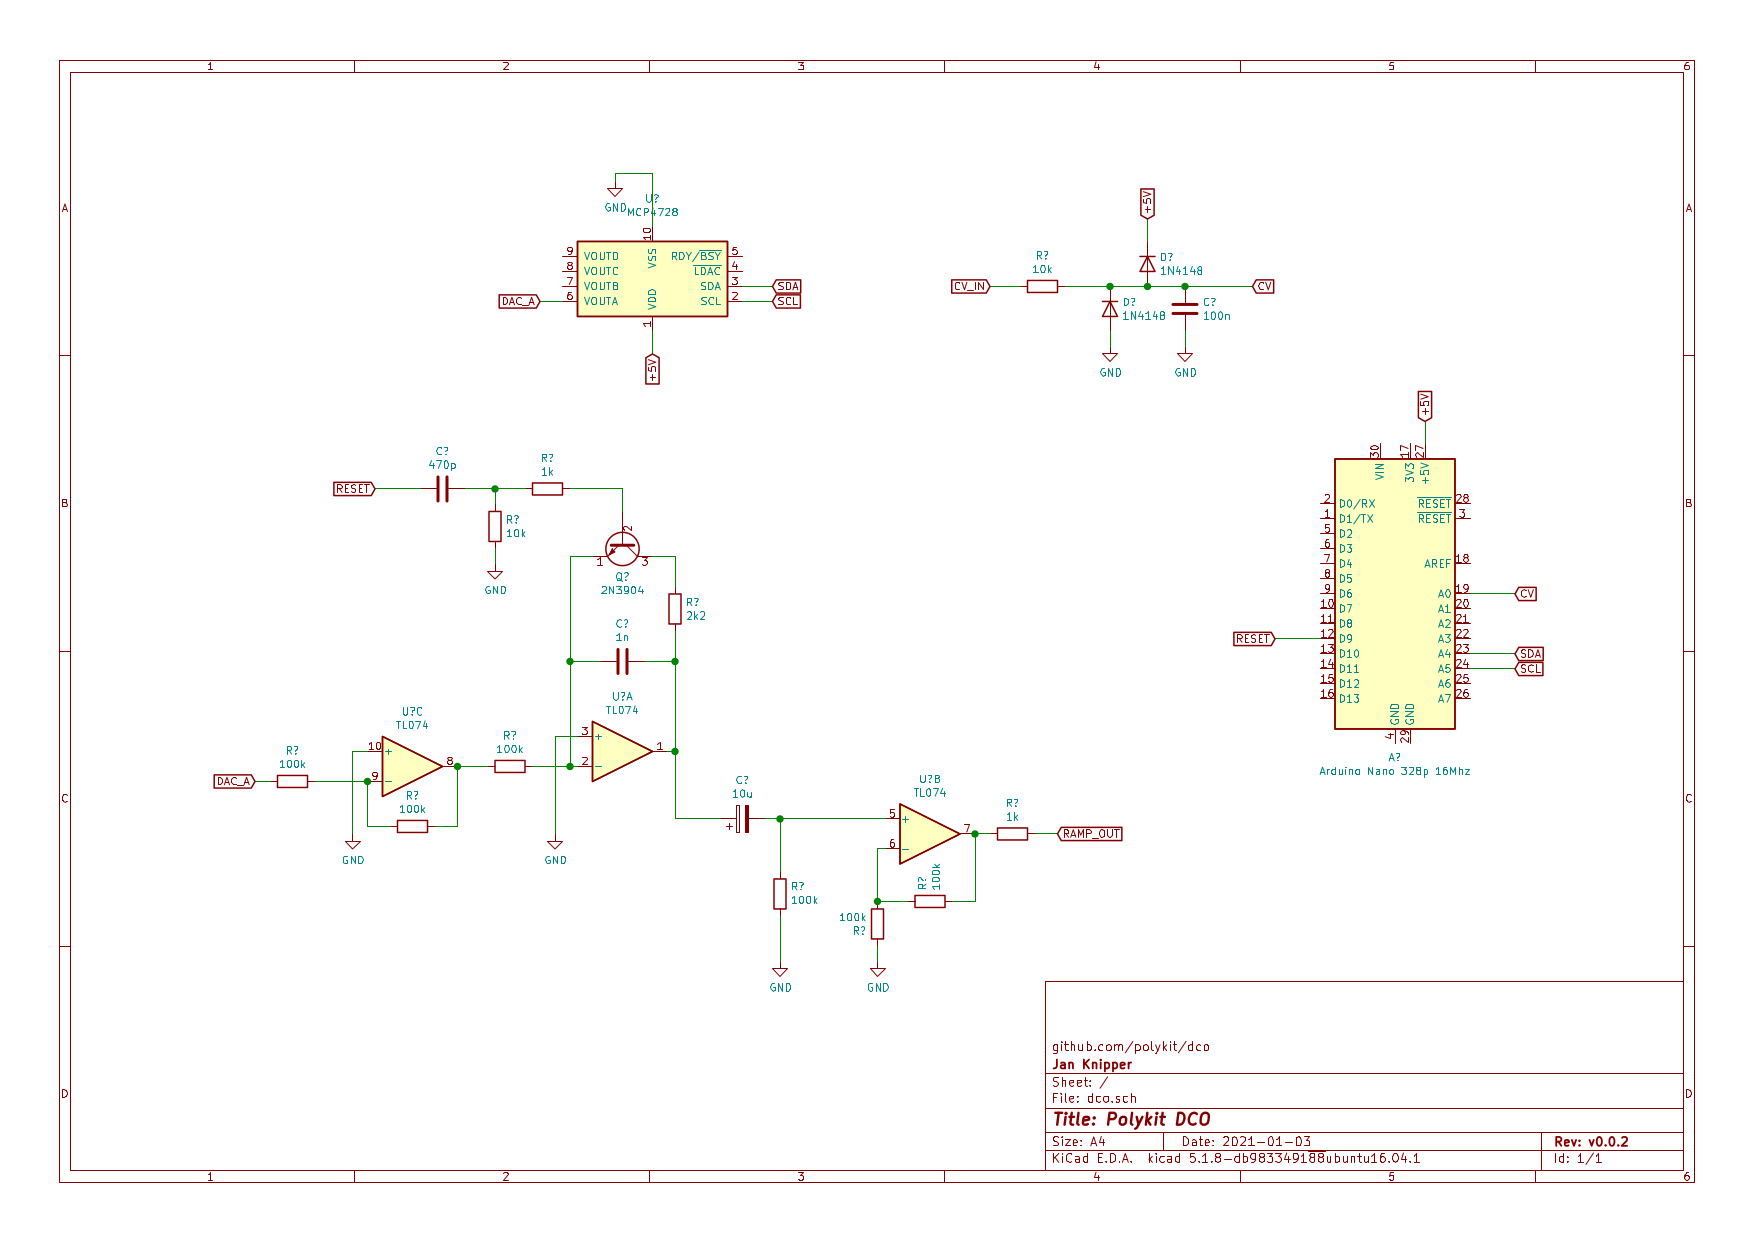 1 2 3 4 5 6
A A
B B
C C
D D
GND
U?
MCP4728
10
VSS
9 VOUTD
8 VOUTC
7 VOUTB
6 VOUTA
RDY/BSY 5
LDAC 4
SDA 3
SCL 2
VDD
1
DAC_A
SDA
SCL
+5V
+5V
CV_IN
R?
10k
D?
1N4148
D?
1N4148
C?
100n
CV
GND
GND
RESET
C?
470p
R?
1k
R?
10k
GND
2
1
3
Q?
2N3904
R?
2k2
C?
1n
U?A
TL074
3 +
2 −
1
GND
DAC_A
R?
100k
U?C
TL074
10 +
9 −
8
R?
100k
GND
R?
100k
C?
10u
+
R?
100k
GND
U?B
TL074
5 +
6 −
7
R?
100k
100k
R?
GND
R?
1k
RAMP_OUT
+5V
30 17 27
VIN 3V3 +5V
2 D0/RX
1 D1/TX
5 D2
6 D3
7 D4
8 D5
9 D6
10 D7
11 D8
12 D9
13 D10
14 D11
15 D12
16 D13
RESET 28
RESET 3
AREF 18
A0 19
A1 20
A2 21
A3 22
A4 23
A5 24
A6 25
A7 26
GND GND
4 29
RESET
CV
SDA
SCL
A?
Arduino Nano 328p 16Mhz
github.com/polykit/dco
Jan Knipper
Sheet: /
File: dco.sch
Title: Polykit DCO
Size: A4 Date: 2021-01-03 Rev: v0.0.2
KiCad E.D.A. kicad 5.1.8-db983349188ubuntu16.04.1 Id: 1/1
1 2 3 4 5 6